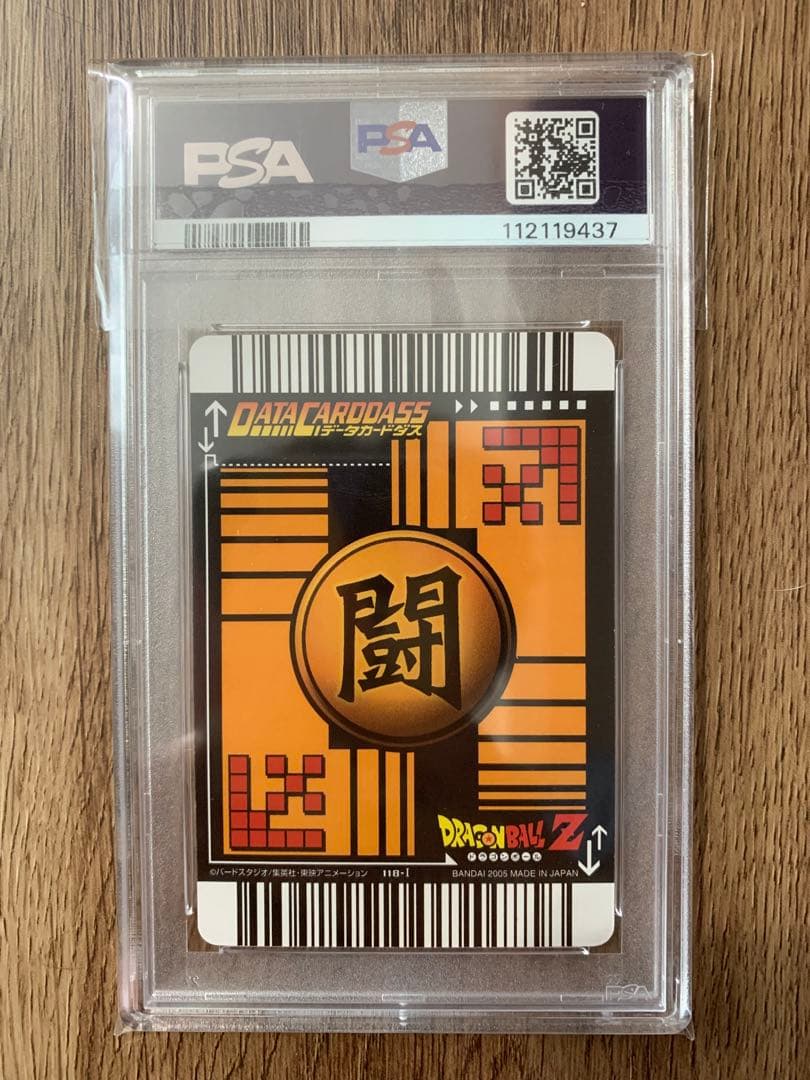 PSA
PSA
112119437
DATA CARDDASS
データカードダス
闘
DRAGON BALL Z
ドラゴンボール
©バードスタジオ/集英社・東映アニメーション 118-I BANDAI 2005 MADE IN JAPAN
PSA